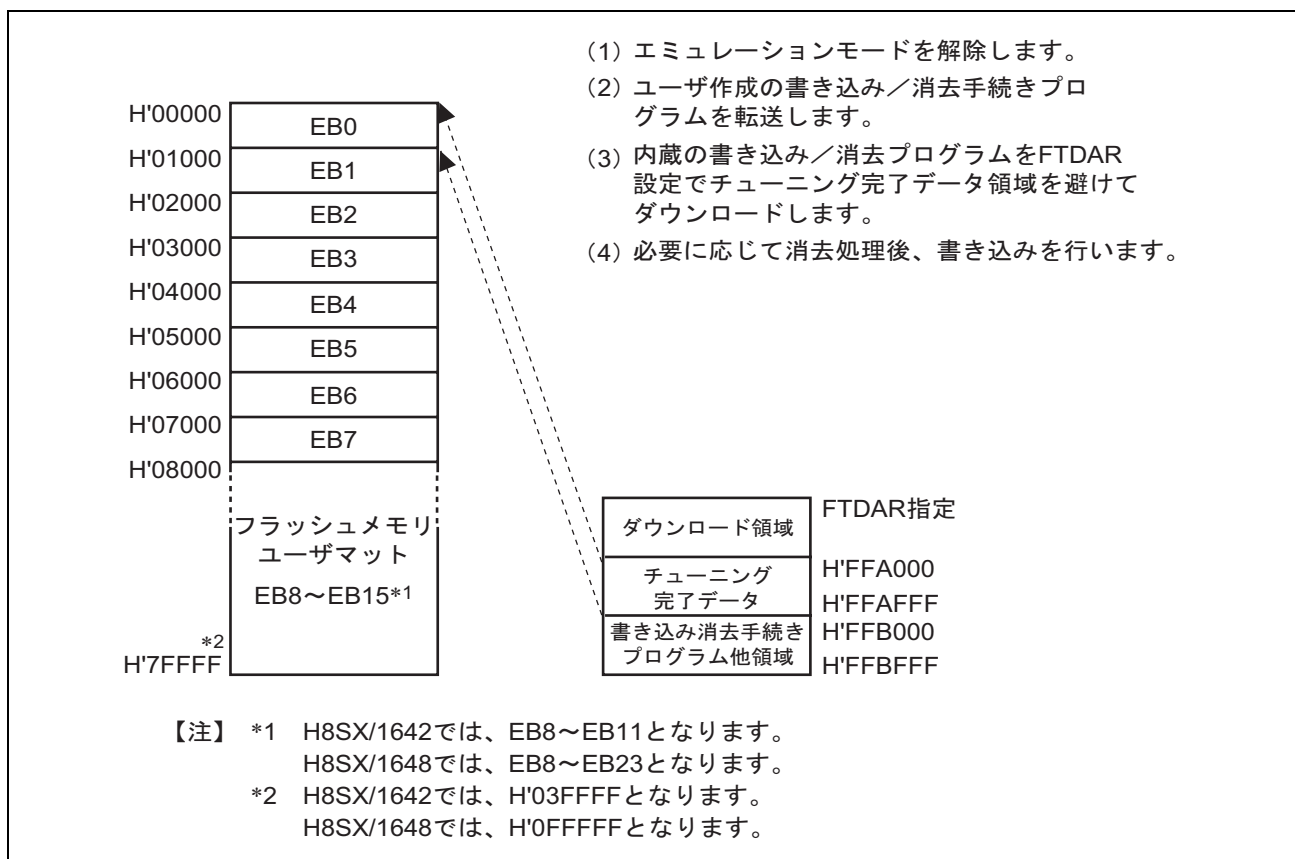 (1) エミュレーションモードを解除します。
(2) ユーザ作成の書き込み／消去手続きプロ
グラムを転送します。
(3) 内蔵の書き込み／消去プログラムをFTDAR
設定でチューニング完了データ領域を避けて
ダウンロードします。
(4) 必要に応じて消去処理後、書き込みを行います。
H'00000
EB0
H'01000
EB1
H'02000
EB2
H'03000
EB3
H'04000
EB4
H'05000
EB5
H'06000
EB6
H'07000
EB7
H'08000
フラッシュメモリ
ユーザマット
EB8～EB15*1
*2
H'7FFFF
ダウンロード領域
FTDAR指定
チューニング
完了データ
H'FFA000
H'FFAFFF
書き込み消去手続き
プログラム他領域
H'FFB000
H'FFBFFF
【注】 *1 H8SX/1642では、EB8～EB11となります。
H8SX/1648では、EB8～EB23となります。
*2 H8SX/1642では、H'03FFFFとなります。
H8SX/1648では、H'0FFFFFとなります。